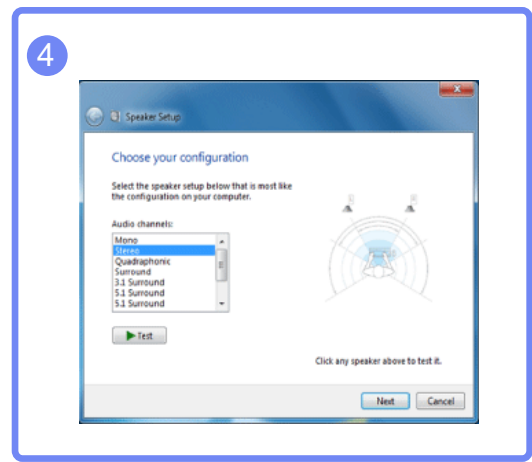 4
Speaker Setup
Choose your configuration
Select the speaker setup below that is most like
the configuration on your computer.
Audio channels:
Mono
Stereo
Quadraphonic
Surround
3.1 Surround
5.1 Surround
5.1 Surround
Test
Click any speaker above to test it.
Next
Cancel